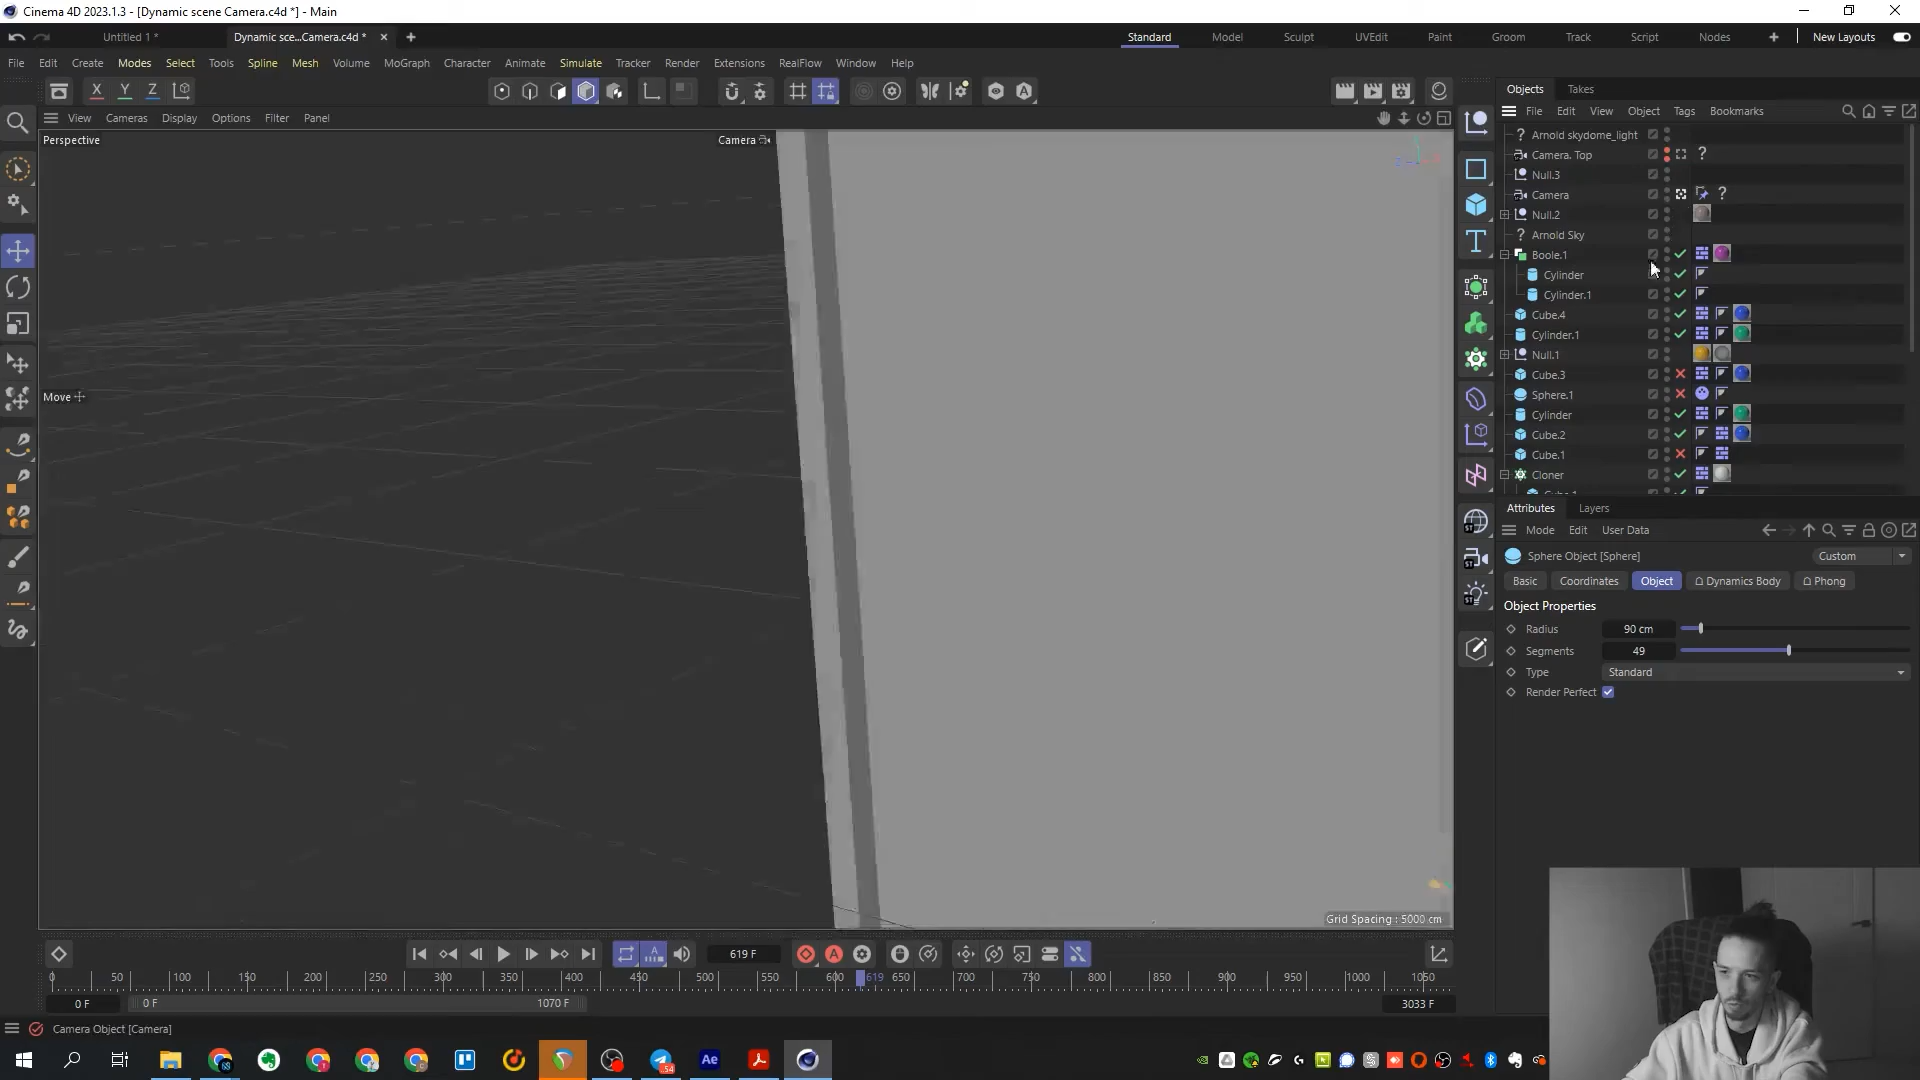 Cinema 4D 2023.1.3 - [Dynamic scene Camera.c4d *] - Main
Untitled 1 *
Dynamic sce...Camera.c4d *
Standard
Model
Sculpt
UVEdit
Paint
Groom
Track
Script
Nodes
New Layouts
File Edit Create Modes Select Tools Spline Mesh Volume MoGraph Character Animate Simulate Tracker Render Extensions RealFlow Window Help
X Y Z
Objects Takes
View Cameras Display Options Filter Panel
File Edit View Object Tags Bookmarks
Perspective
Camera
Arnold skydome_light
Camera. Top
Null.3
Camera
Null.2
Arnold Sky
Boole.1
Cylinder
Cylinder.1
Cube.4
Cylinder.1
Null.1
Cube.3
Sphere.1
Cylinder
Cube.2
Cube.1
Cloner
Move
Attributes Layers
Mode Edit User Data
Sphere Object [Sphere]
Custom
Basic Coordinates Object Dynamics Body Phong
Object Properties
Radius 90 cm
Segments 49
Type Standard
Render Perfect
Grid Spacing : 5000 cm
619 F
0 50 100 150 200 250 300 350 400 450 500 550 600 619 650 700 750 800 850 900 950 1000 1050
0 F
0 F
1070 F
3033 F
Camera Object [Camera]
Ae
54